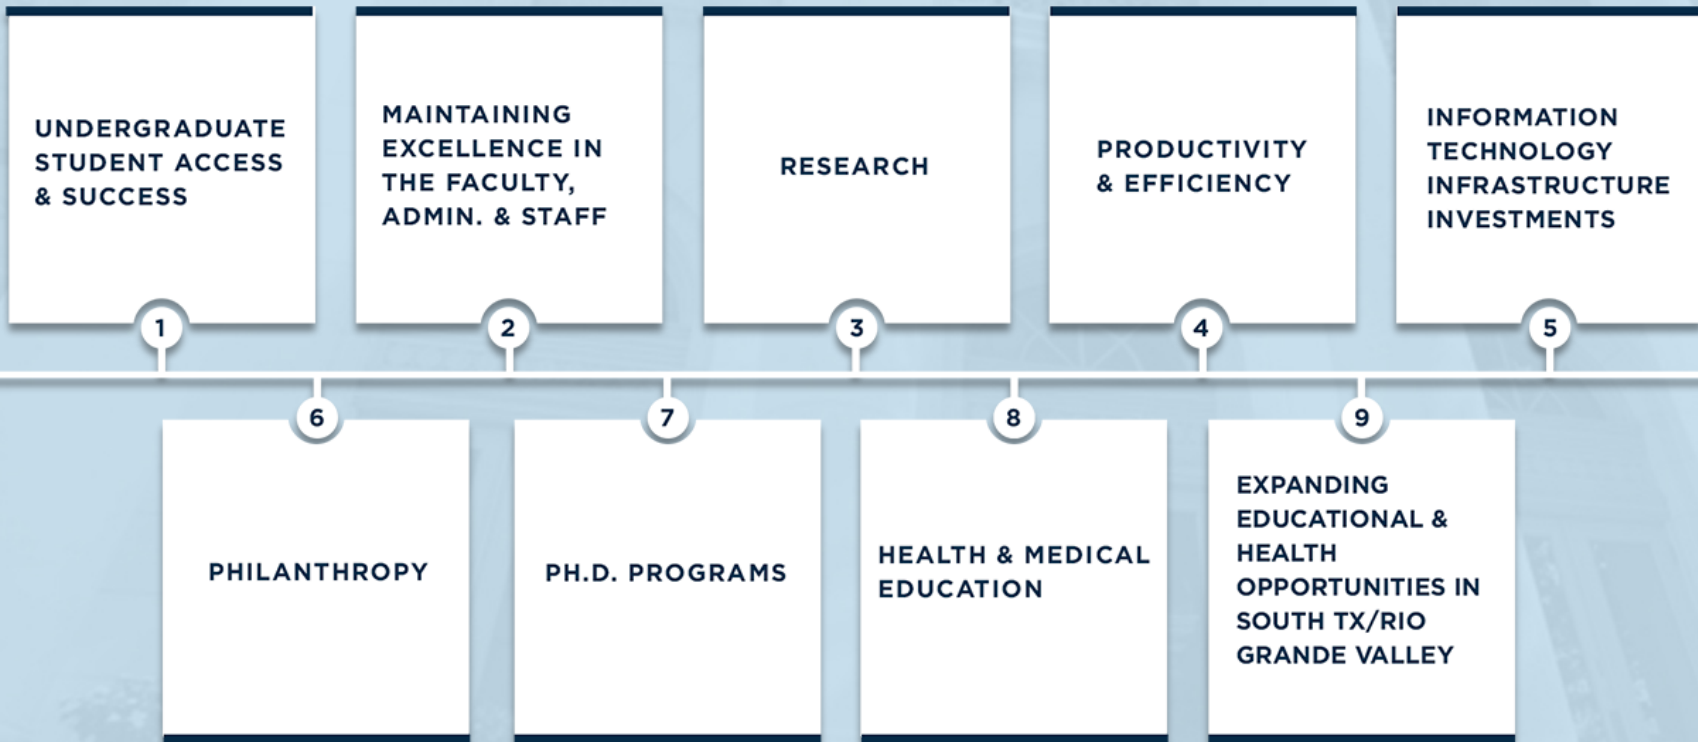 UNDERGRADUATE
STUDENT ACCESS
& SUCCESS
1
MAINTAINING
EXCELLENCE IN
THE FACULTY,
ADMIN. & STAFF
2
RESEARCH
3
PRODUCTIVITY
& EFFICIENCY
4
INFORMATION
TECHNOLOGY
INFRASTRUCTURE
INVESTMENTS
5
6
PHILANTHROPY
7
PH.D. PROGRAMS
8
HEALTH & MEDICAL
EDUCATION
9
EXPANDING
EDUCATIONAL &
HEALTH
OPPORTUNITIES IN
SOUTH TX/RIO
GRANDE VALLEY